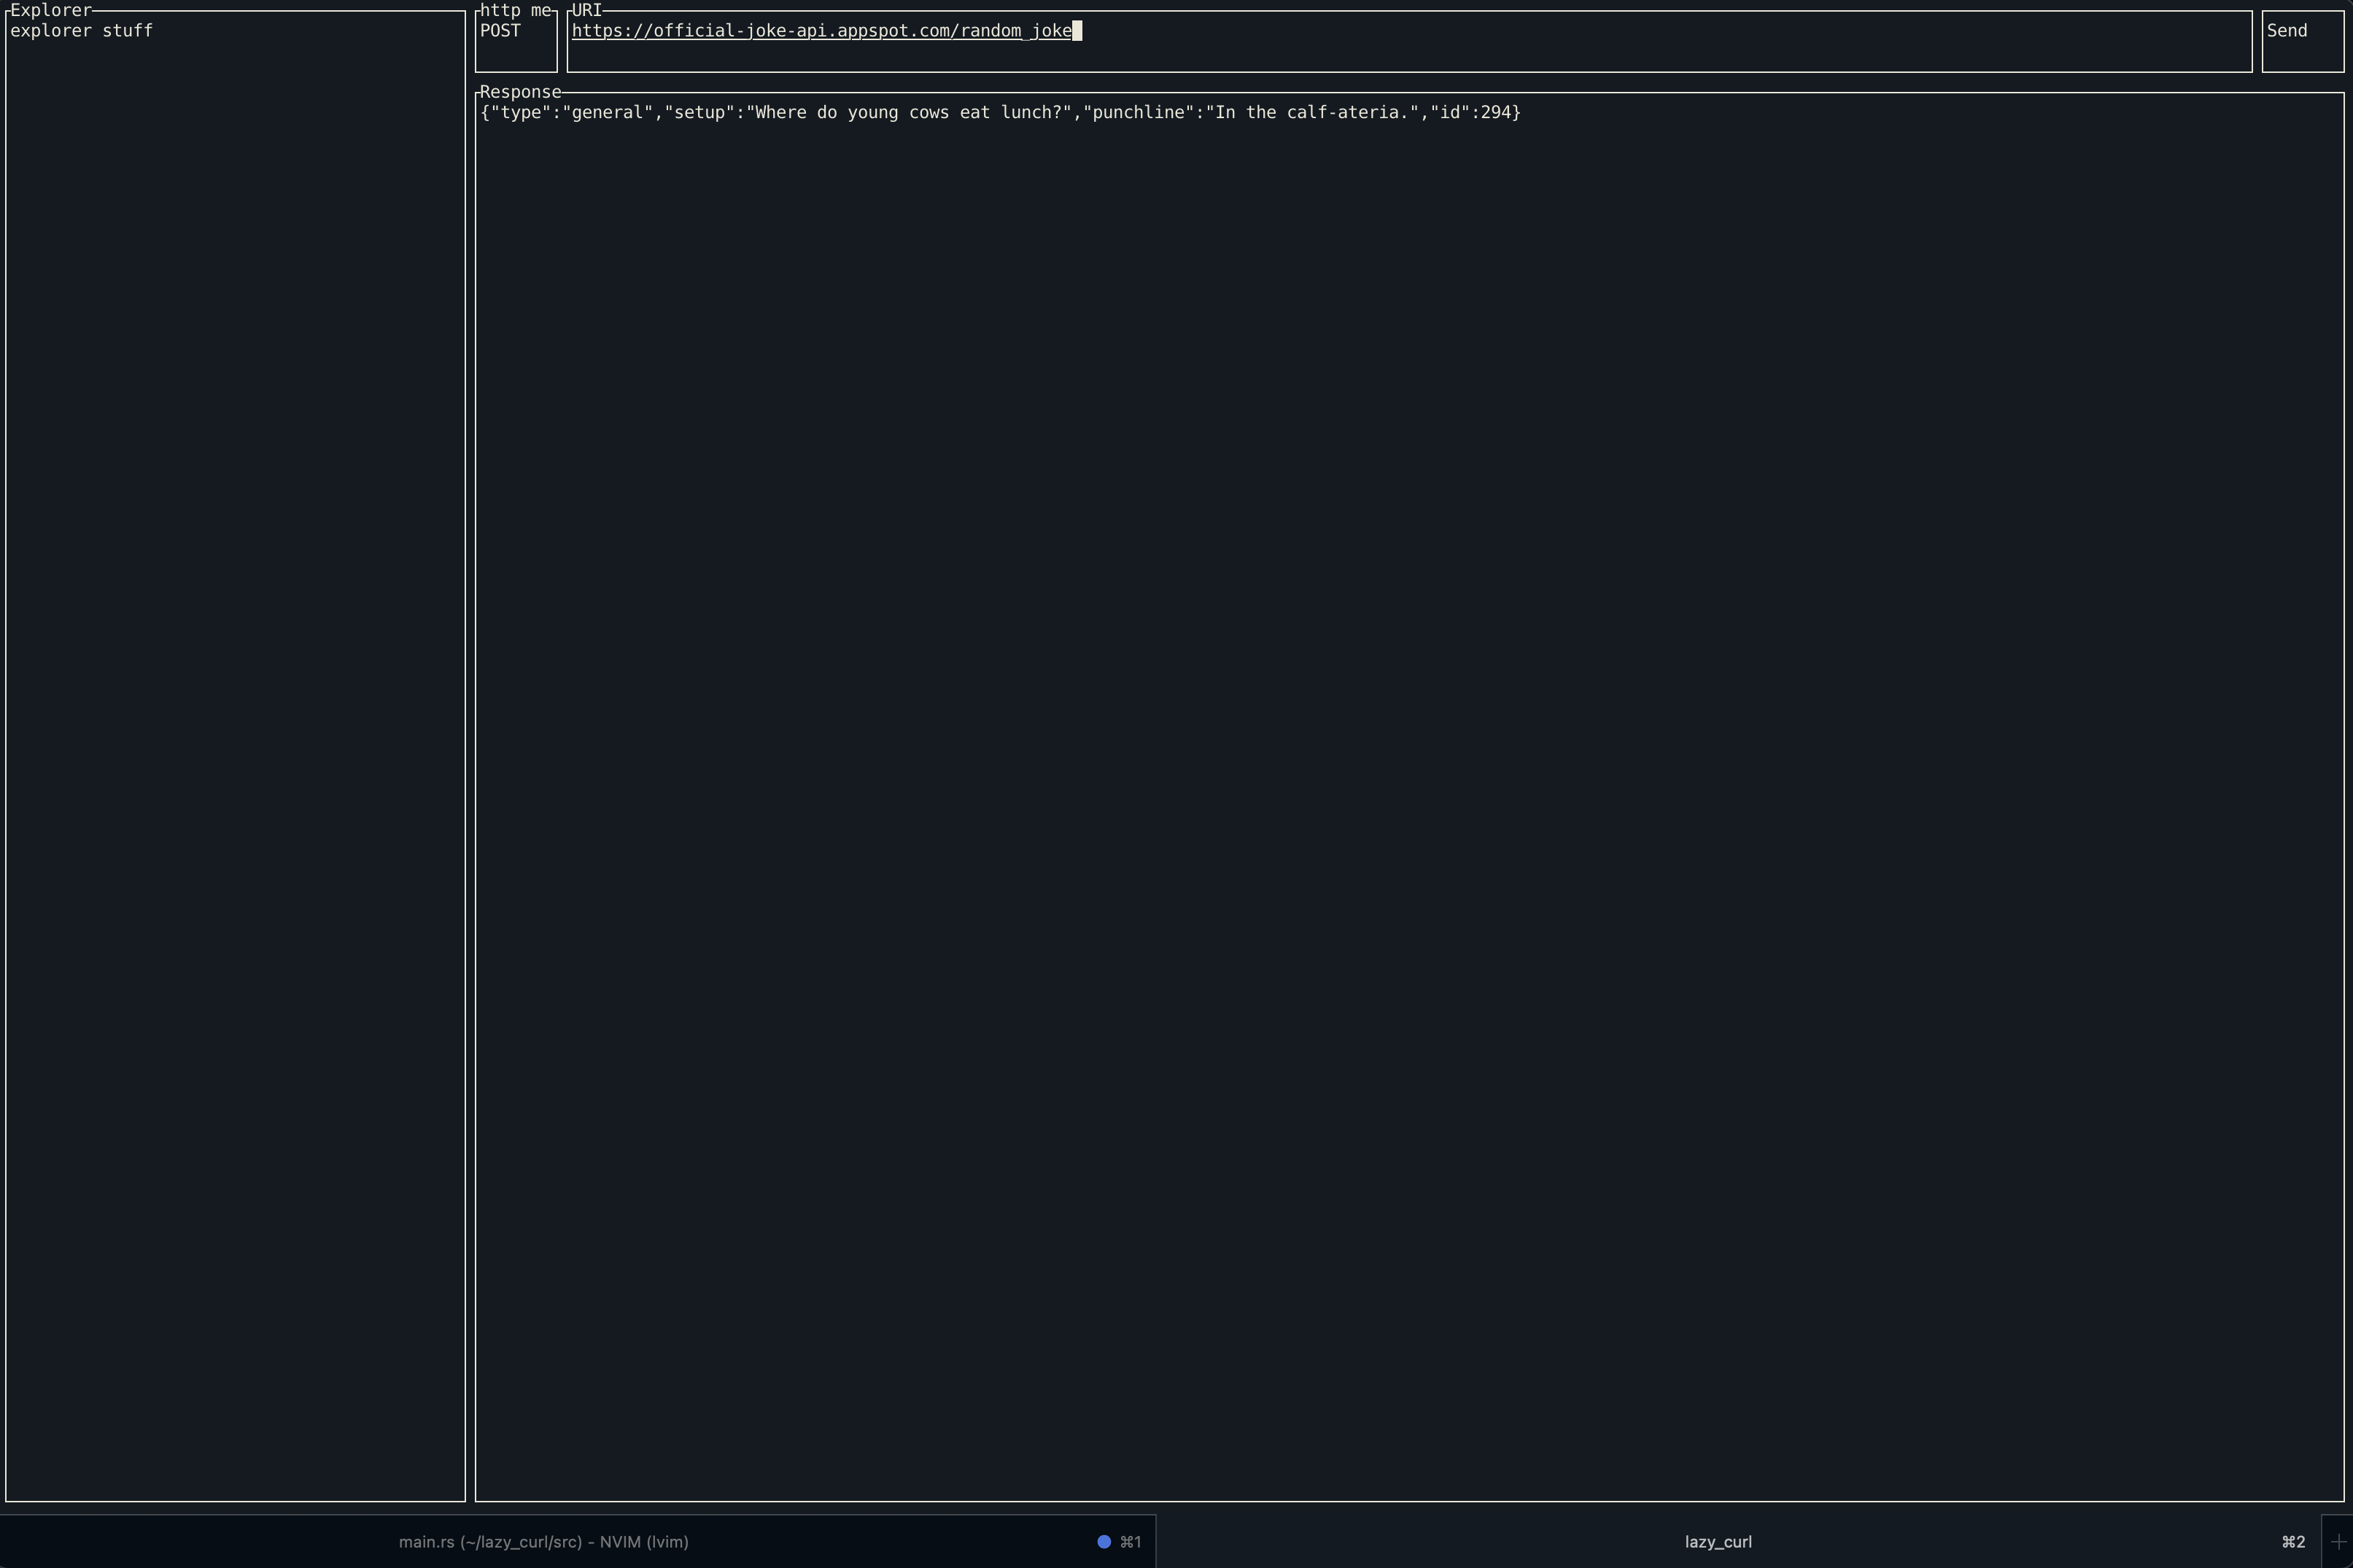 Explorer
explorer stuff
http me
POST
URI
https://official-joke-api.appspot.com/random_joke
Send
Response
{"type":"general","setup":"Where do young cows eat lunch?","punchline":"In the calf-ateria.","id":294}
main.rs (~/lazy_curl/src) - NVIM (lvim)
⌘1
lazy_curl
⌘2